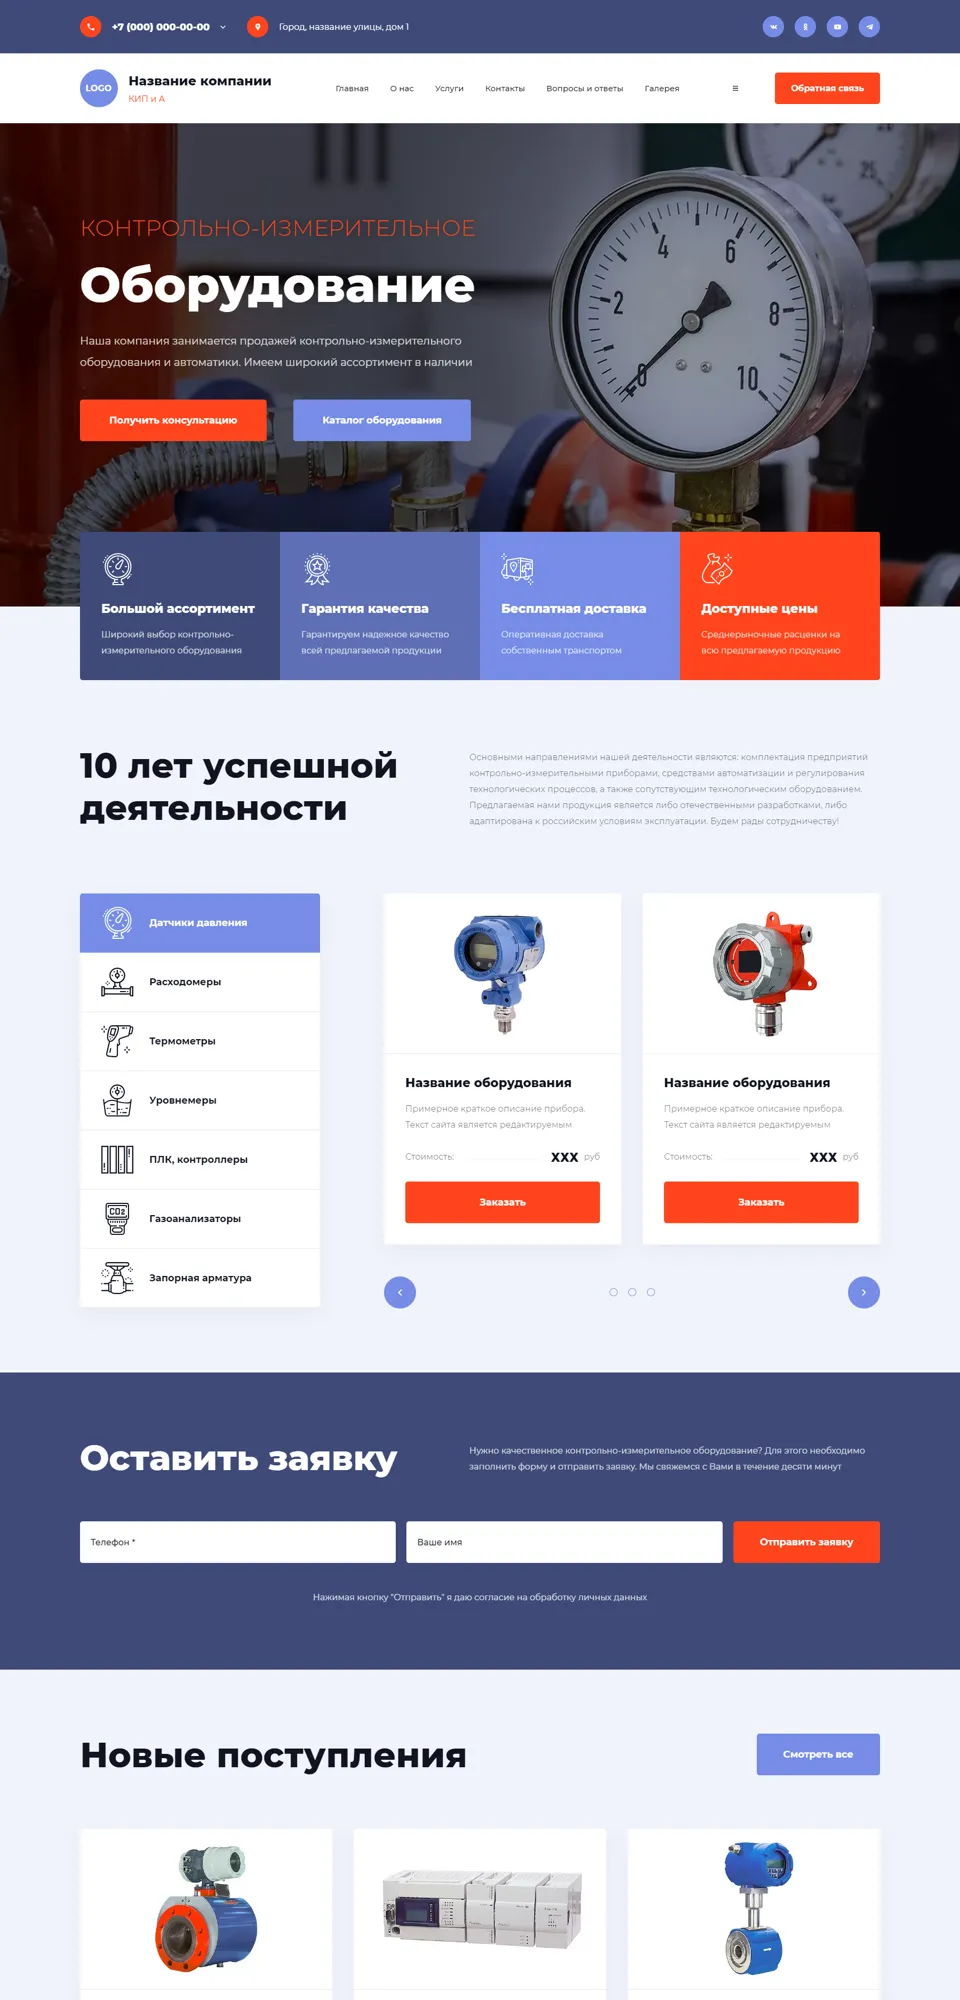 +7 (000) 000-00-00
Город, название улицы, дом 1
LOGO
Название компании
КИП и А
Главная
О нас
Услуги
Контакты
Вопросы и ответы
Галерея
Обратная связь
КОНТРОЛЬНО-ИЗМЕРИТЕЛЬНОЕ
Оборудование
Наша компания занимается продажей контрольно-измерительного
оборудования и автоматики. Имеем широкий ассортимент в наличии
Получить консультацию
Каталог оборудования
0
2
4
6
8
10
Большой ассортимент
Широкий выбор контрольно-
измерительного оборудования
Гарантия качества
Гарантируем надежное качество
всей предлагаемой продукции
Бесплатная доставка
Оперативная доставка
собственным транспортом
Доступные цены
Среднерыночные расценки на
всю предлагаемую продукцию
10 лет успешной
деятельности
Основными направлениями нашей деятельности являются: комплектация предприятий
контрольно-измерительными приборами, средствами автоматизации и регулирования
технологических процессов, а также сопутствующим технологическим оборудованием.
Предлагаемая нами продукция является либо отечественными разработками, либо
адаптирована к российским условиям эксплуатации. Будем рады сотрудничеству!
Датчики давления
Расходомеры
Термометры
Уровнемеры
ПЛК, контроллеры
CO2
Газоанализаторы
Запорная арматура
Название оборудования
Примерное краткое описание прибора.
Текст сайта является редактируемым
Стоимость:
XXX руб
Заказать
Название оборудования
Примерное краткое описание прибора.
Текст сайта является редактируемым
Стоимость:
XXX руб
Заказать
Оставить заявку
Нужно качественное контрольно-измерительное оборудование? Для этого необходимо
заполнить форму и отправить заявку. Мы свяжемся с Вами в течение десяти минут
Телефон *
Ваше имя
Отправить заявку
Нажимая кнопку "Отправить" я даю согласие на обработку личных данных
Новые поступления
Смотреть все